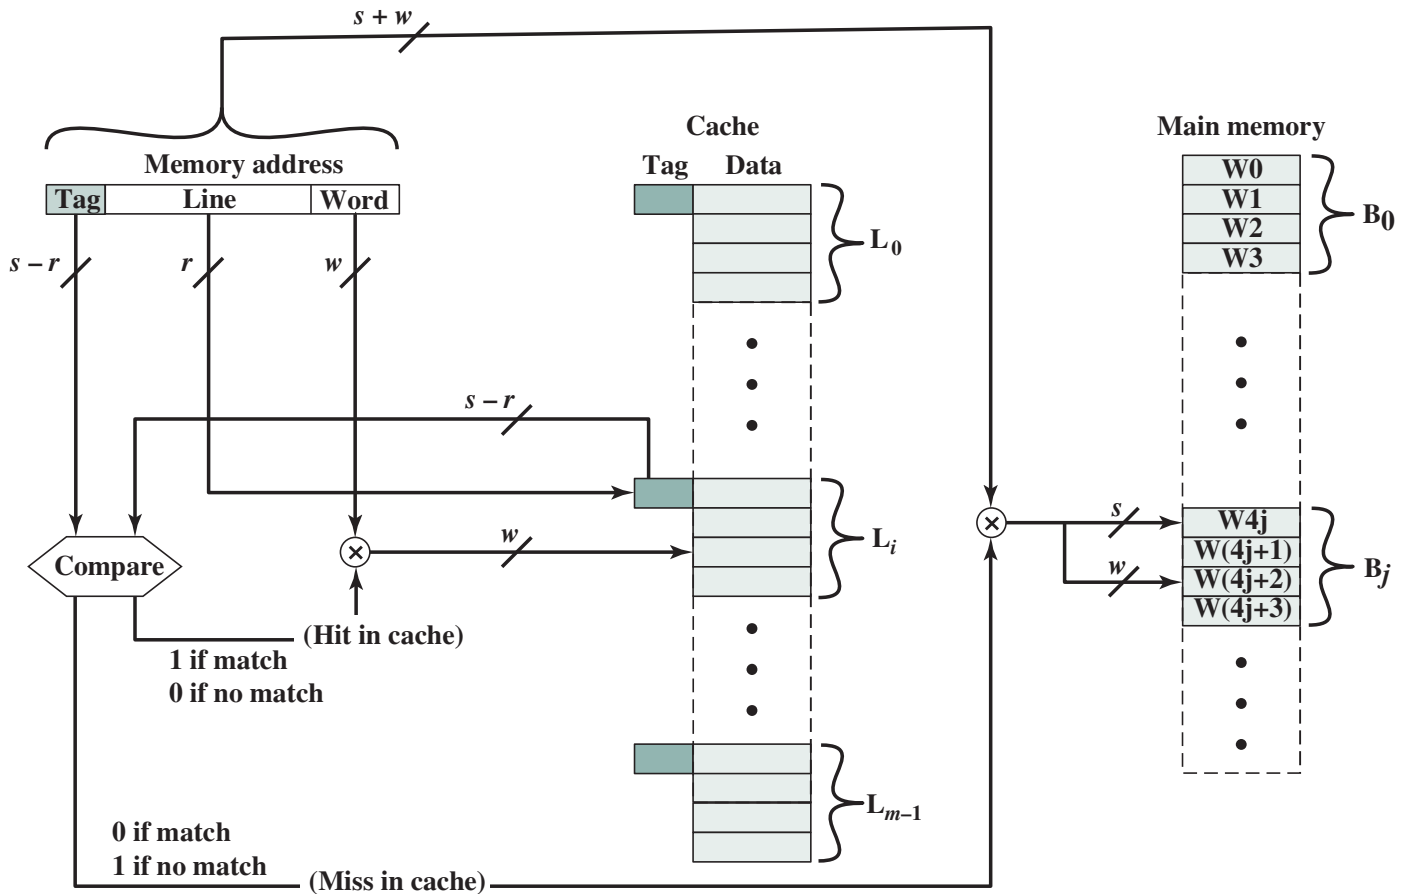 s + w
Cache
Main memory
Memory address
Tag Data
Tag Line Word
W0
W1
W2
W3
B0
L0
s – r
r
w
s – r
w
Compare
Li
s
w
W4j
W(4j+1)
W(4j+2)
W(4j+3)
Bj
(Hit in cache)
1 if match
0 if no match
Lm–1
0 if match
1 if no match
(Miss in cache)